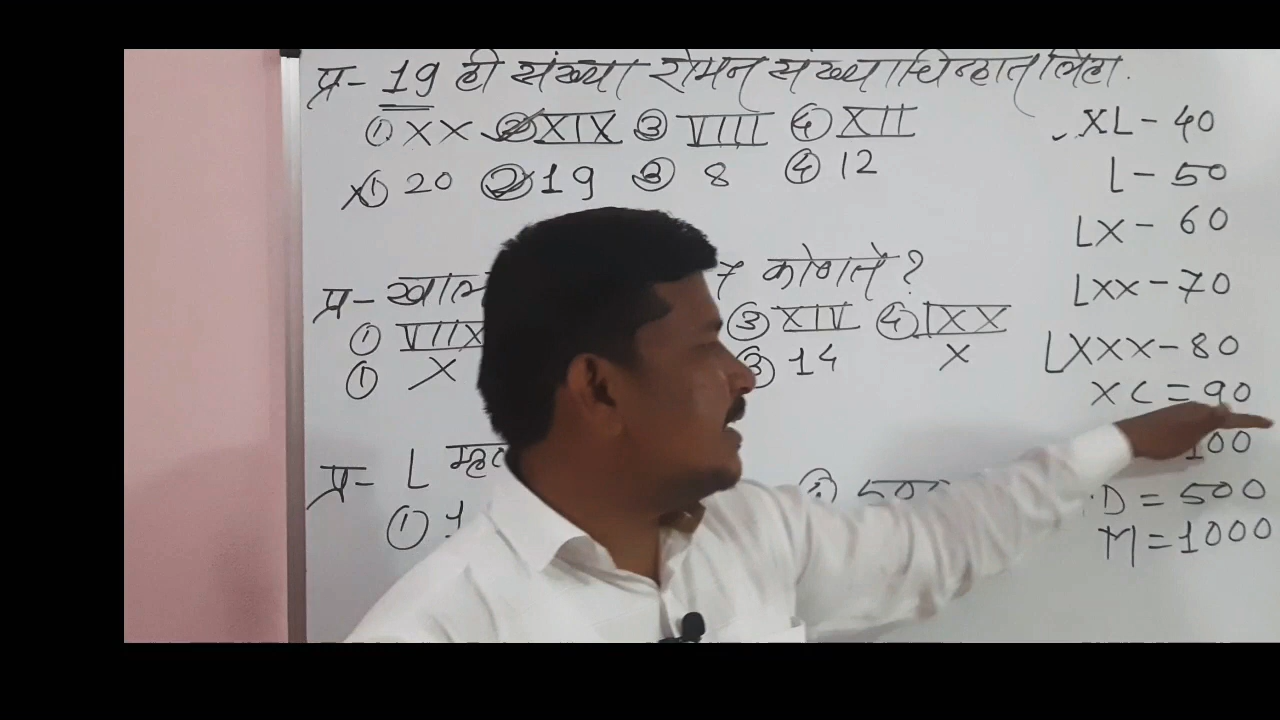 प्र- 19 ही संख्या रोमन संख्याचिन्हात लिहा.
① XX ② XIX ③ VIII ④ XII
① 20 ② 19 ③ 8 ④ 12
प्र- 7 कोणते ?
① VIIX ③ XIV ④ IXX
① X ③ 14 X
प्र- L
①
XL - 40
L - 50
LX - 60
LXX - 70
LXXX - 80
XC = 90
100
D = 500
M = 1000